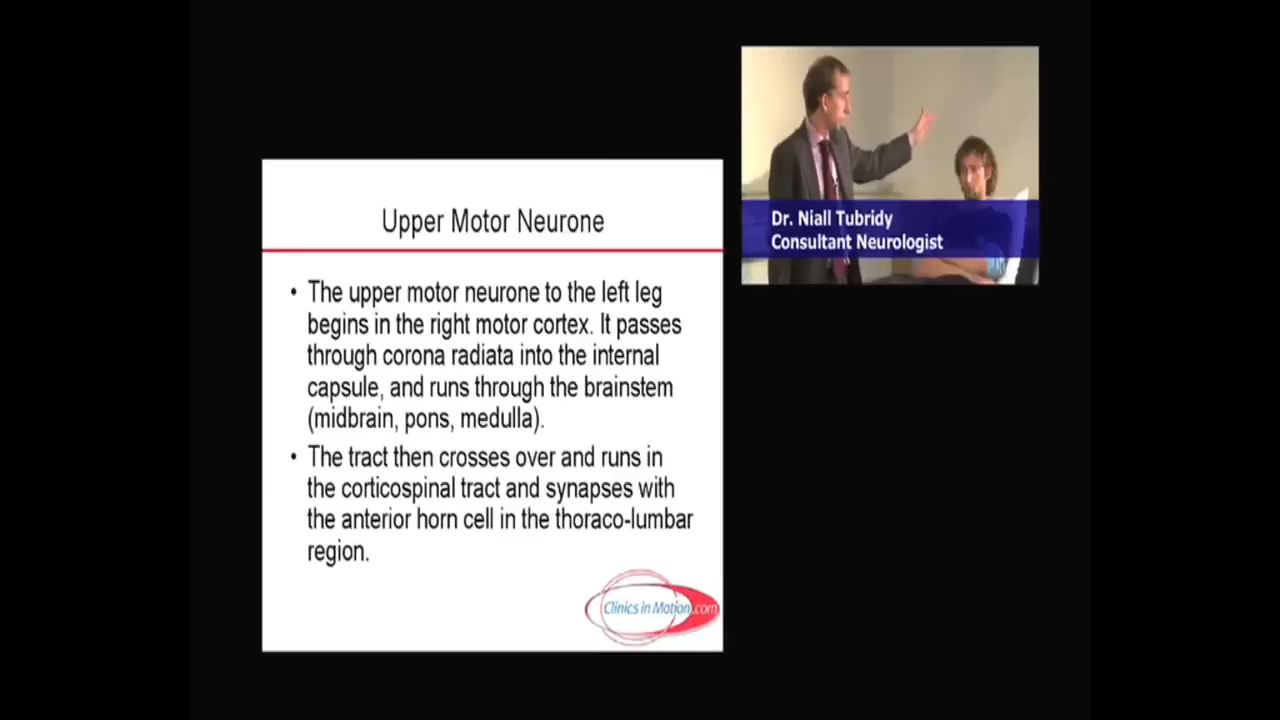 Upper Motor Neurone
• The upper motor neurone to the left leg
begins in the right motor cortex. It passes
through corona radiata into the internal
capsule, and runs through the brainstem
(midbrain, pons, medulla).
• The tract then crosses over and runs in
the corticospinal tract and synapses with
the anterior horn cell in the thoraco-lumbar
region.
Clinics in Motion.com
Dr. Niall Tubridy
Consultant Neurologist